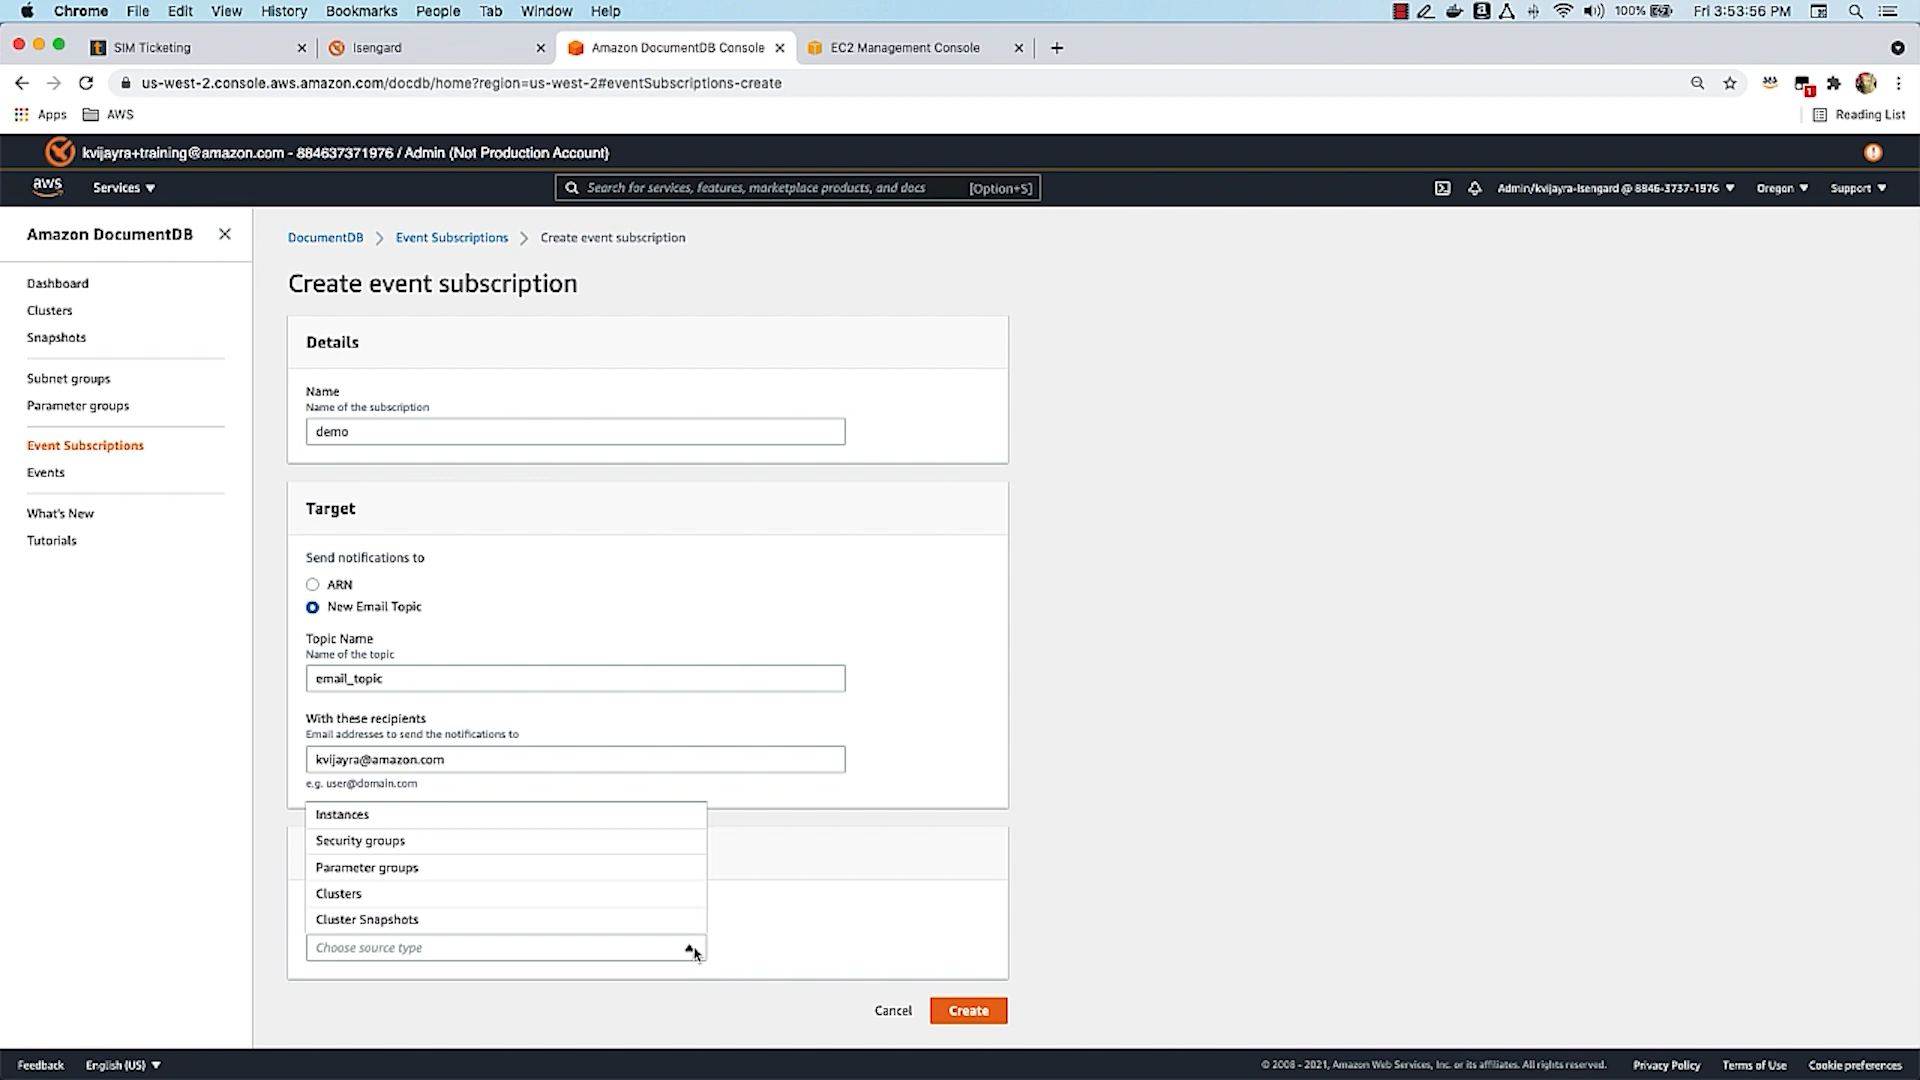 Chrome File Edit View History Bookmarks People Tab Window Help 100% Fri 3:53:56 PM
SIM Ticketing Isengard Amazon DocumentDB Console EC2 Management Console
us-west-2.console.aws.amazon.com/docdb/home?region=us-west-2#eventSubscriptions-create
Apps AWS Reading List
kvijayra+training@amazon.com - 884637371976 / Admin (Not Production Account)
aws Services Search for services, features, marketplace products, and docs [Option+S] Admin/kvijayra-Isengard @ 8846-3737-1976 Oregon Support
Amazon DocumentDB
Dashboard
Clusters
Snapshots
Subnet groups
Parameter groups
Event Subscriptions
Events
What's New
Tutorials
DocumentDB > Event Subscriptions > Create event subscription
Create event subscription
Details
Name
Name of the subscription
demo
Target
Send notifications to
ARN
New Email Topic
Topic Name
Name of the topic
email_topic
With these recipients
Email addresses to send the notifications to
kvijayra@amazon.com
e.g. user@domain.com
Instances
Security groups
Parameter groups
Clusters
Cluster Snapshots
Choose source type
Cancel Create
Feedback English (US) © 2008 - 2021, Amazon Web Services, Inc. or its affiliates. All rights reserved. Privacy Policy Terms of Use Cookie preferences